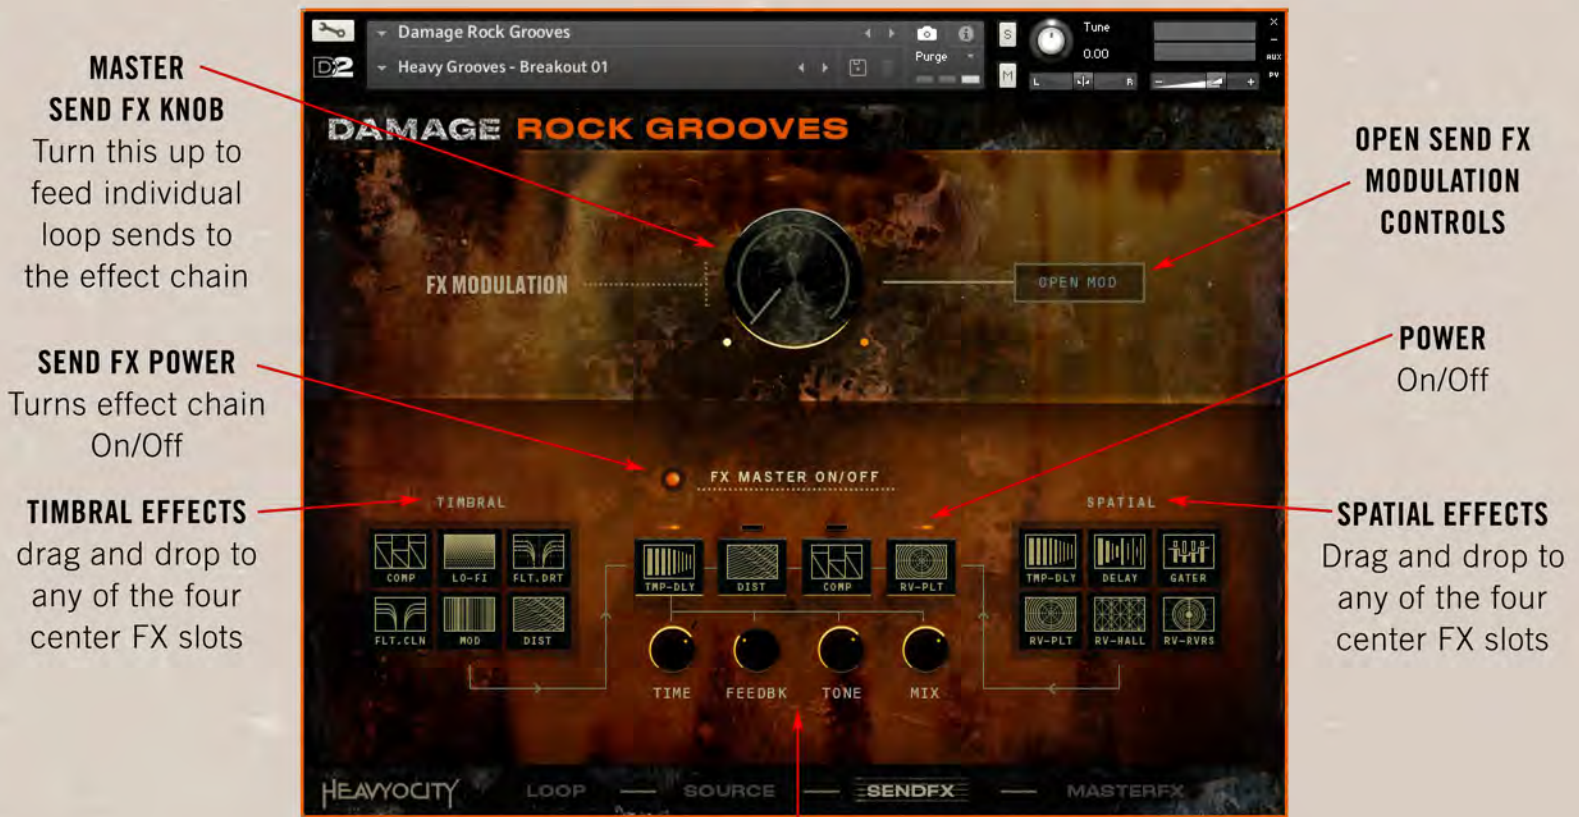 MASTER
SEND FX KNOB
Turn this up to
feed individual
loop sends to
the effect chain
SEND FX POWER
Turns effect chain
On/Off
TIMBRAL EFFECTS
drag and drop to
any of the four
center FX slots
Damage Rock Grooves
Heavy Grooves - Breakout 01
Purge
S
M
Tune
0.00
L R
- +
AUX
PV
DAMAGE ROCK GROOVES
FX MODULATION
OPEN MOD
FX MASTER ON/OFF
TIMBRAL
COMP LO-FI FLT.DRT
FLT.CLN MOD DIST
TMP-DLY DIST COMP RV-PLT
TIME FEEDBK TONE MIX
SPATIAL
TMP-DLY DELAY GATER
RV-PLT RV-HALL RV-RVRS
HEAVYOCITY LOOP SOURCE SENDFX MASTERFX
OPEN SEND FX
MODULATION
CONTROLS
POWER
On/Off
SPATIAL EFFECTS
Drag and drop to
any of the four
center FX slots